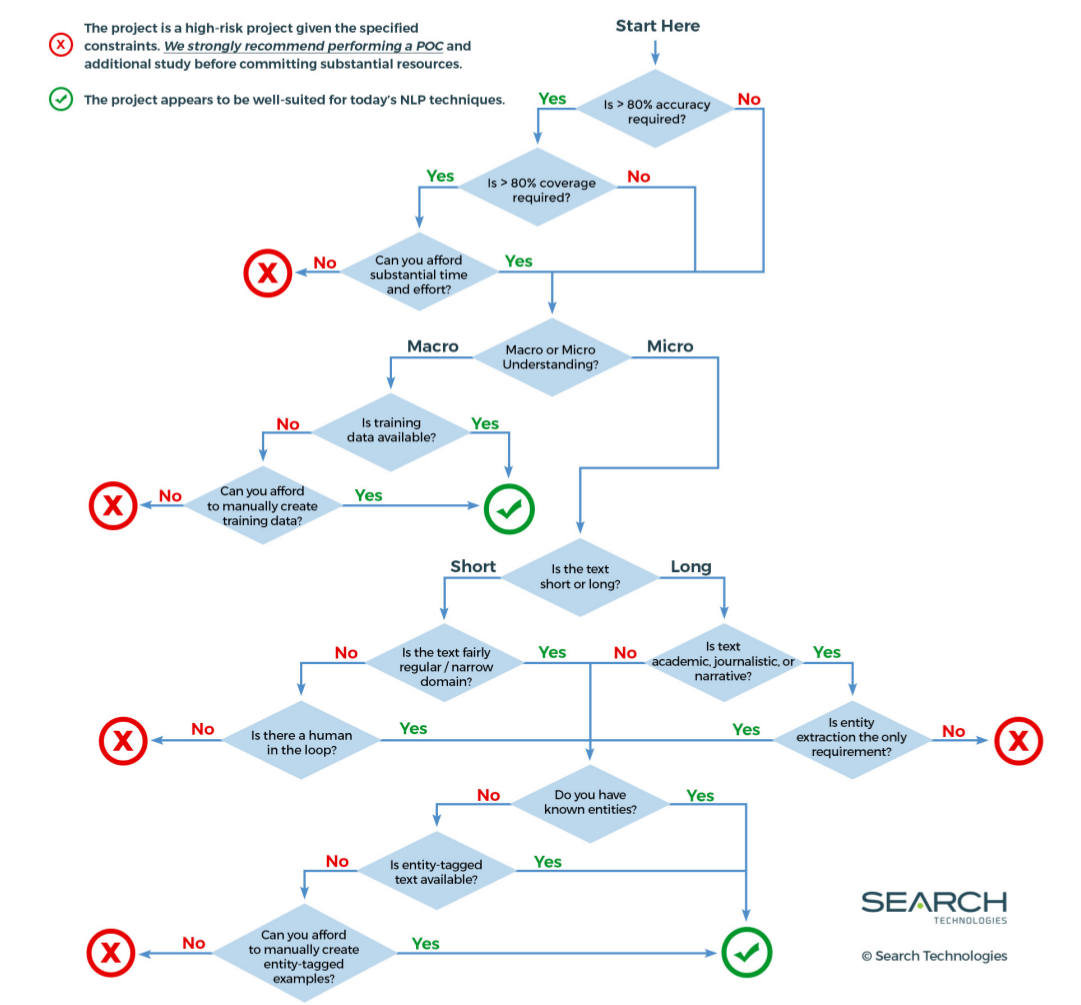 The project is a high-risk project given the specified
constraints. We strongly recommend performing a POC and
additional study before committing substantial resources.
The project appears to be well-suited for today's NLP techniques.
Start Here
Is > 80% accuracy
required?
Yes
No
Is > 80% coverage
required?
Yes
No
Can you afford
substantial time
and effort?
No
Yes
X
Macro or Micro
Understanding?
Macro
Micro
Is training
data available?
No
Yes
Can you afford
to manually create
training data?
No
Yes
X
Is the text
short or long?
Short
Long
Is the text fairly
regular / narrow
domain?
No
Yes
Is text
academic, journalistic, or
narrative?
No
Yes
Is there a human
in the loop?
No
Yes
X
Is entity
extraction the only
requirement?
Yes
No
X
Do you have
known entities?
No
Yes
Is entity-tagged
text available?
No
Yes
Can you afford
to manually create
entity-tagged
examples?
No
Yes
X
SEARCH
TECHNOLOGIES
© Search Technologies